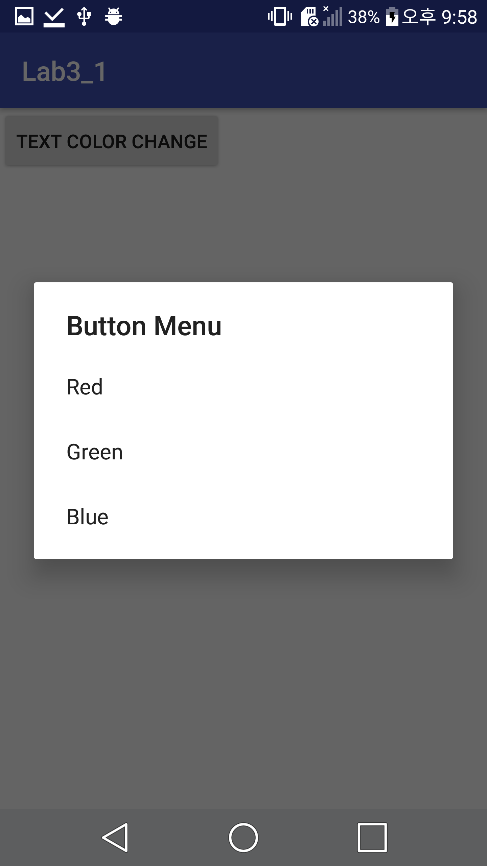 38% 오후 9:58
Lab3_1
TEXT COLOR CHANGE
Button Menu
Red
Green
Blue